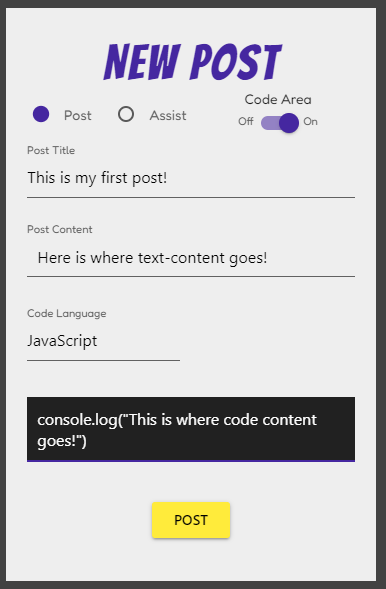 NEW POST
Post Assist
Code Area
Off On
Post Title
This is my first post!
Post Content
Here is where text-content goes!
Code Language
JavaScript
console.log("This is where code content
goes!")
POST